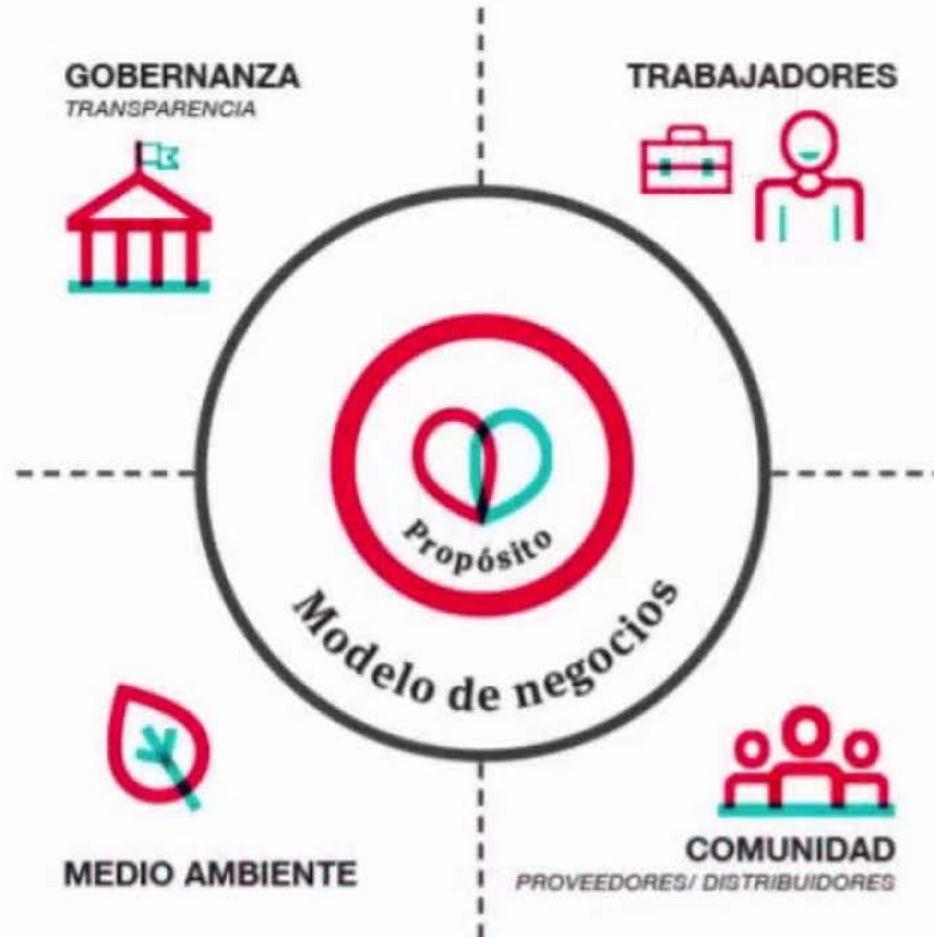 GOBERNANZA
TRANSPARENCIA
TRABAJADORES
Propósito
Modelo de negocios
MEDIO AMBIENTE
COMUNIDAD
PROVEEDORES/ DISTRIBUIDORES